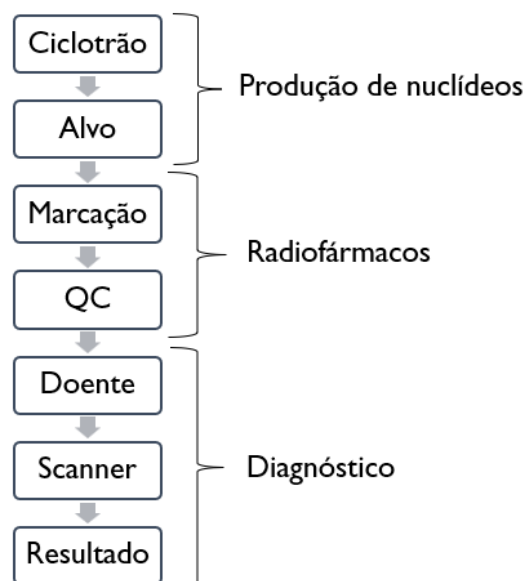 Ciclotrão
Alvo
Produção de nuclídeos
Marcação
QC
Radiofármacos
Doente
Scanner
Resultado
Diagnóstico